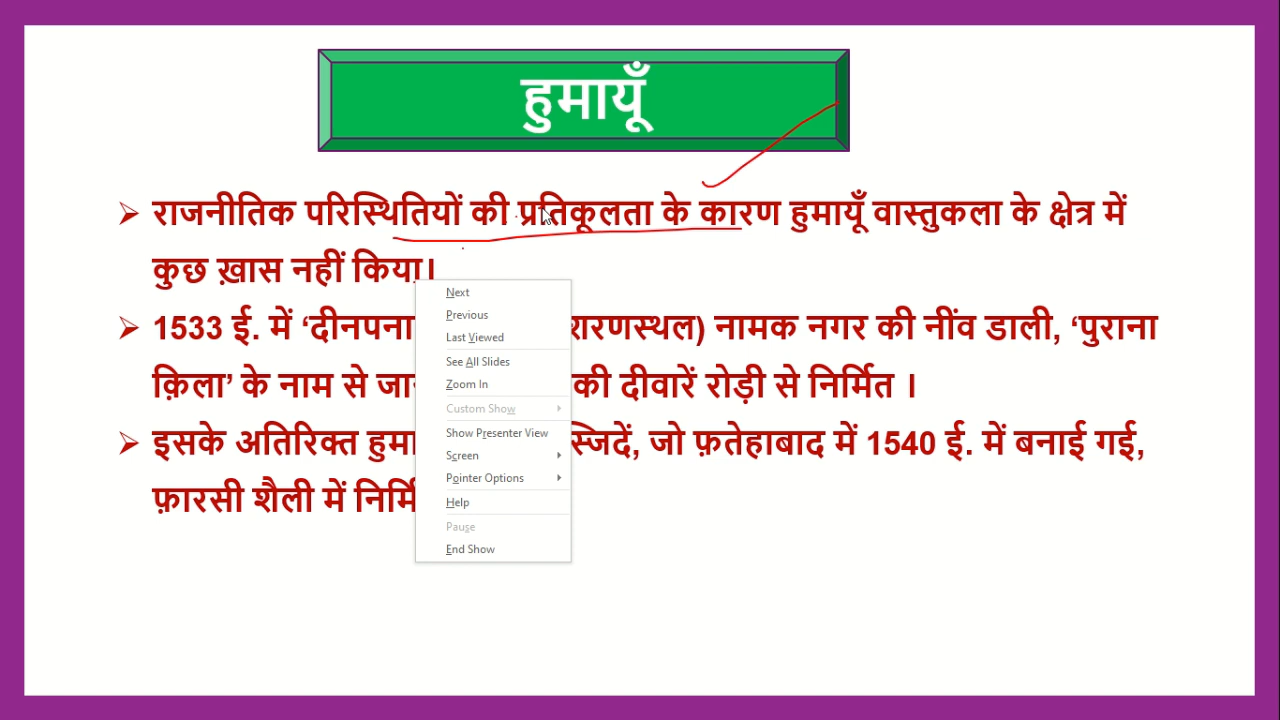 हुमायूँ
राजनीतिक परिस्थितियों की प्रतिकूलता के कारण हुमायूँ वास्तुकला के क्षेत्र में
कुछ ख़ास नहीं किया।
1533 ई. में ‘दीनपना शरणस्थल) नामक नगर की नींव डाली, ‘पुराना
क़िला’ के नाम से की दीवारें रोड़ी से निर्मित ।
इसके अतिरिक्त जो फ़तेहाबाद में 1540 ई. में बनाई गई,
फ़ारसी शैली में
Next
Previous
Last Viewed
See All Slides
Zoom In
Custom Show
Show Presenter View
Screen
Pointer Options
Help
Pause
End Show